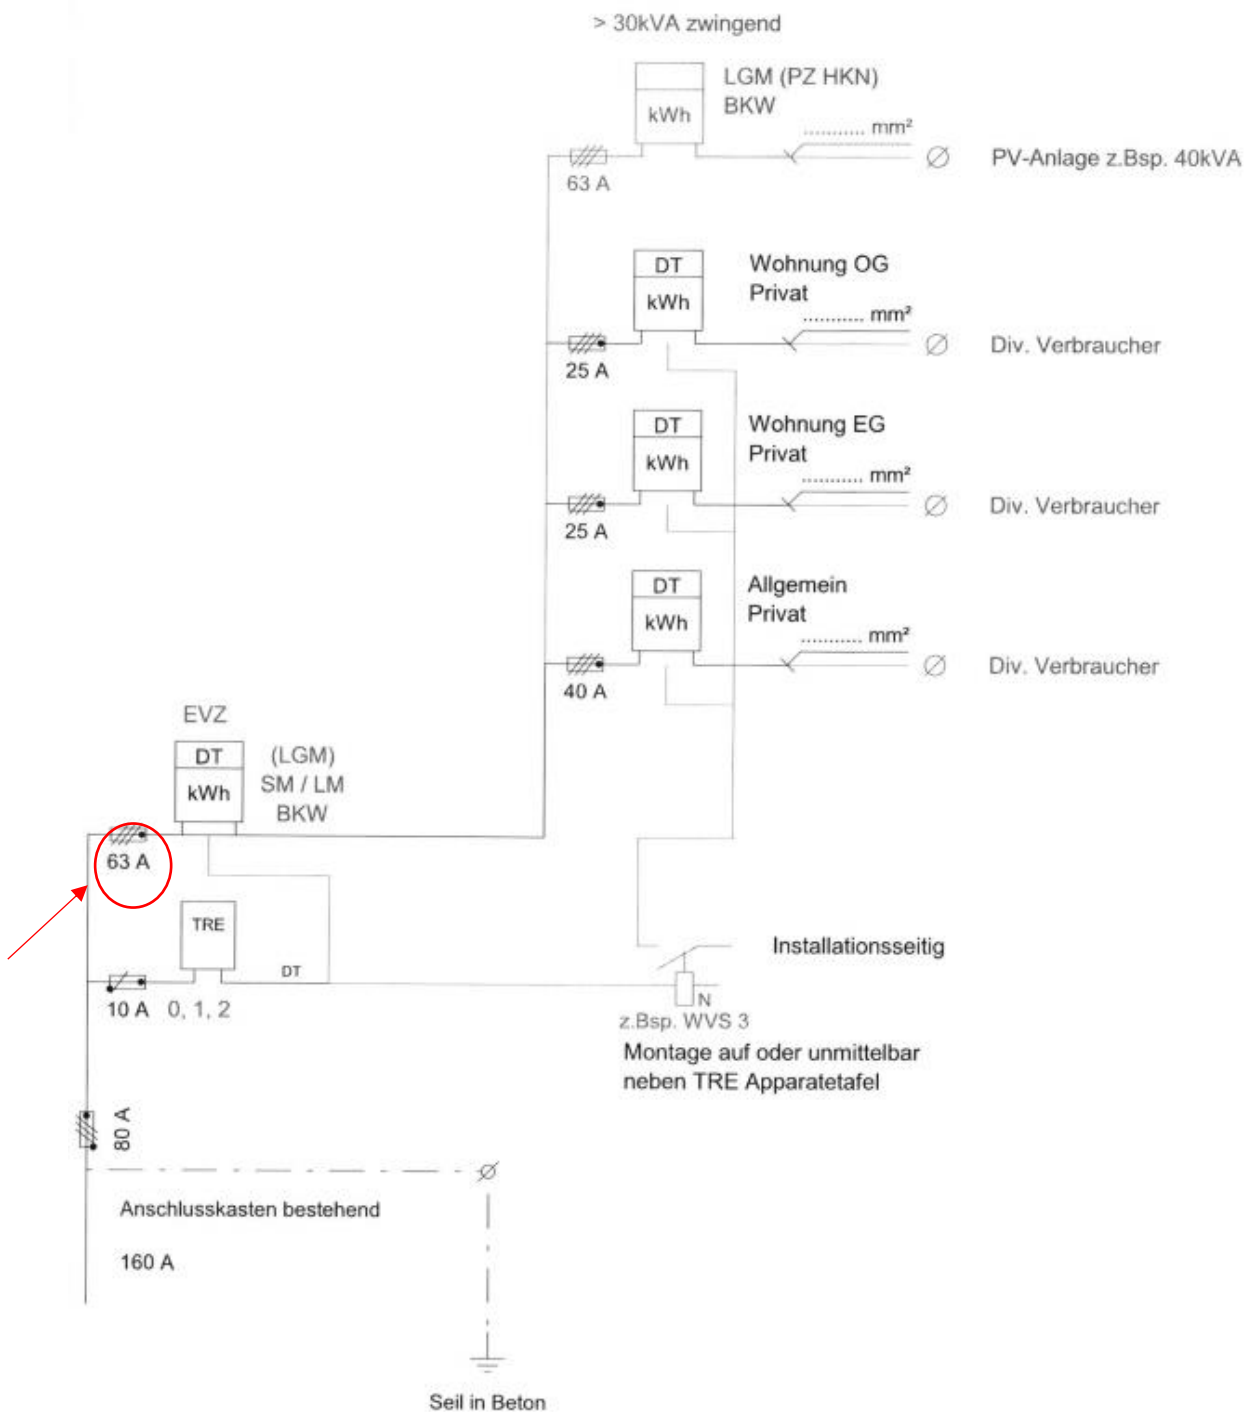 > 30kVA zwingend
LGM (PZ HKN)
BKW
kWh
............ mm²
63 A
PV-Anlage z.Bsp. 40kVA
DT
kWh
Wohnung OG
Privat
............ mm²
25 A
Div. Verbraucher
DT
kWh
Wohnung EG
Privat
............ mm²
25 A
Div. Verbraucher
DT
kWh
Allgemein
Privat
............ mm²
40 A
Div. Verbraucher
EVZ
DT
kWh
(LGM)
SM / LM
BKW
63 A
TRE
DT
10 A
0, 1, 2
Installationsseitig
N
z.Bsp. WVS 3
Montage auf oder unmittelbar
neben TRE Apparatetafel
80 A
Anschlusskasten bestehend
160 A
Seil in Beton